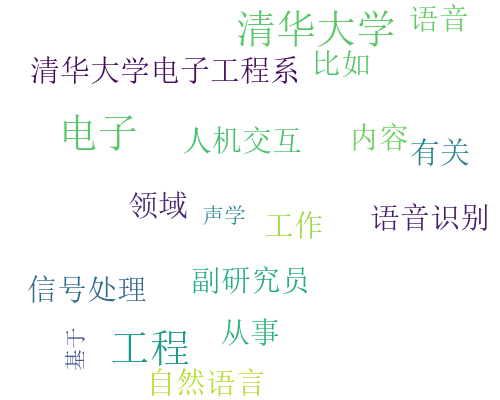 清华大学
语音
清华大学电子工程系
比如
电子
人机交互
内容
有关
领域
声学
工作
语音识别
信号处理
副研究员
基于
工程
从事
自然语言